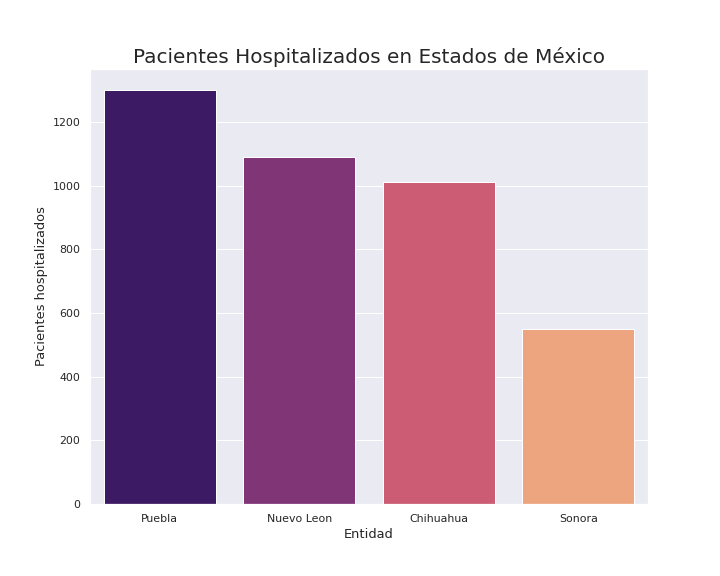 Pacientes Hospitalizados en Estados de México
1200
1000
800
600
400
200
0
Pacientes hospitalizados
Puebla
Nuevo Leon
Chihuahua
Sonora
Entidad